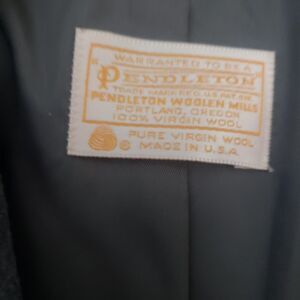 WARRANTED TO BE A
"PENDLETON"
TRADE MARK REG. U.S. PAT. OFF.
PENDLETON WOOLEN MILLS
PORTLAND, OREGON
100% VIRGIN WOOL
PURE VIRGIN WOOL
® MADE IN U.S.A.